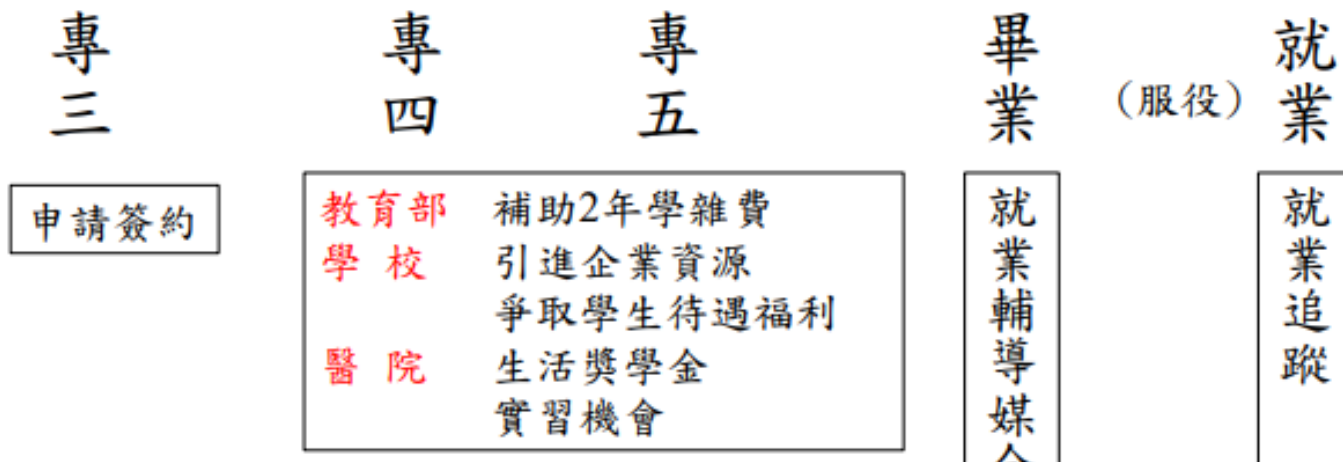 專三
專四
專五
畢業
(服役)
就業
申請簽約
教育部 補助2年學雜費
學校 引進企業資源
爭取學生待遇福利
醫院 生活獎學金
實習機會
就業輔導媒
就業追蹤